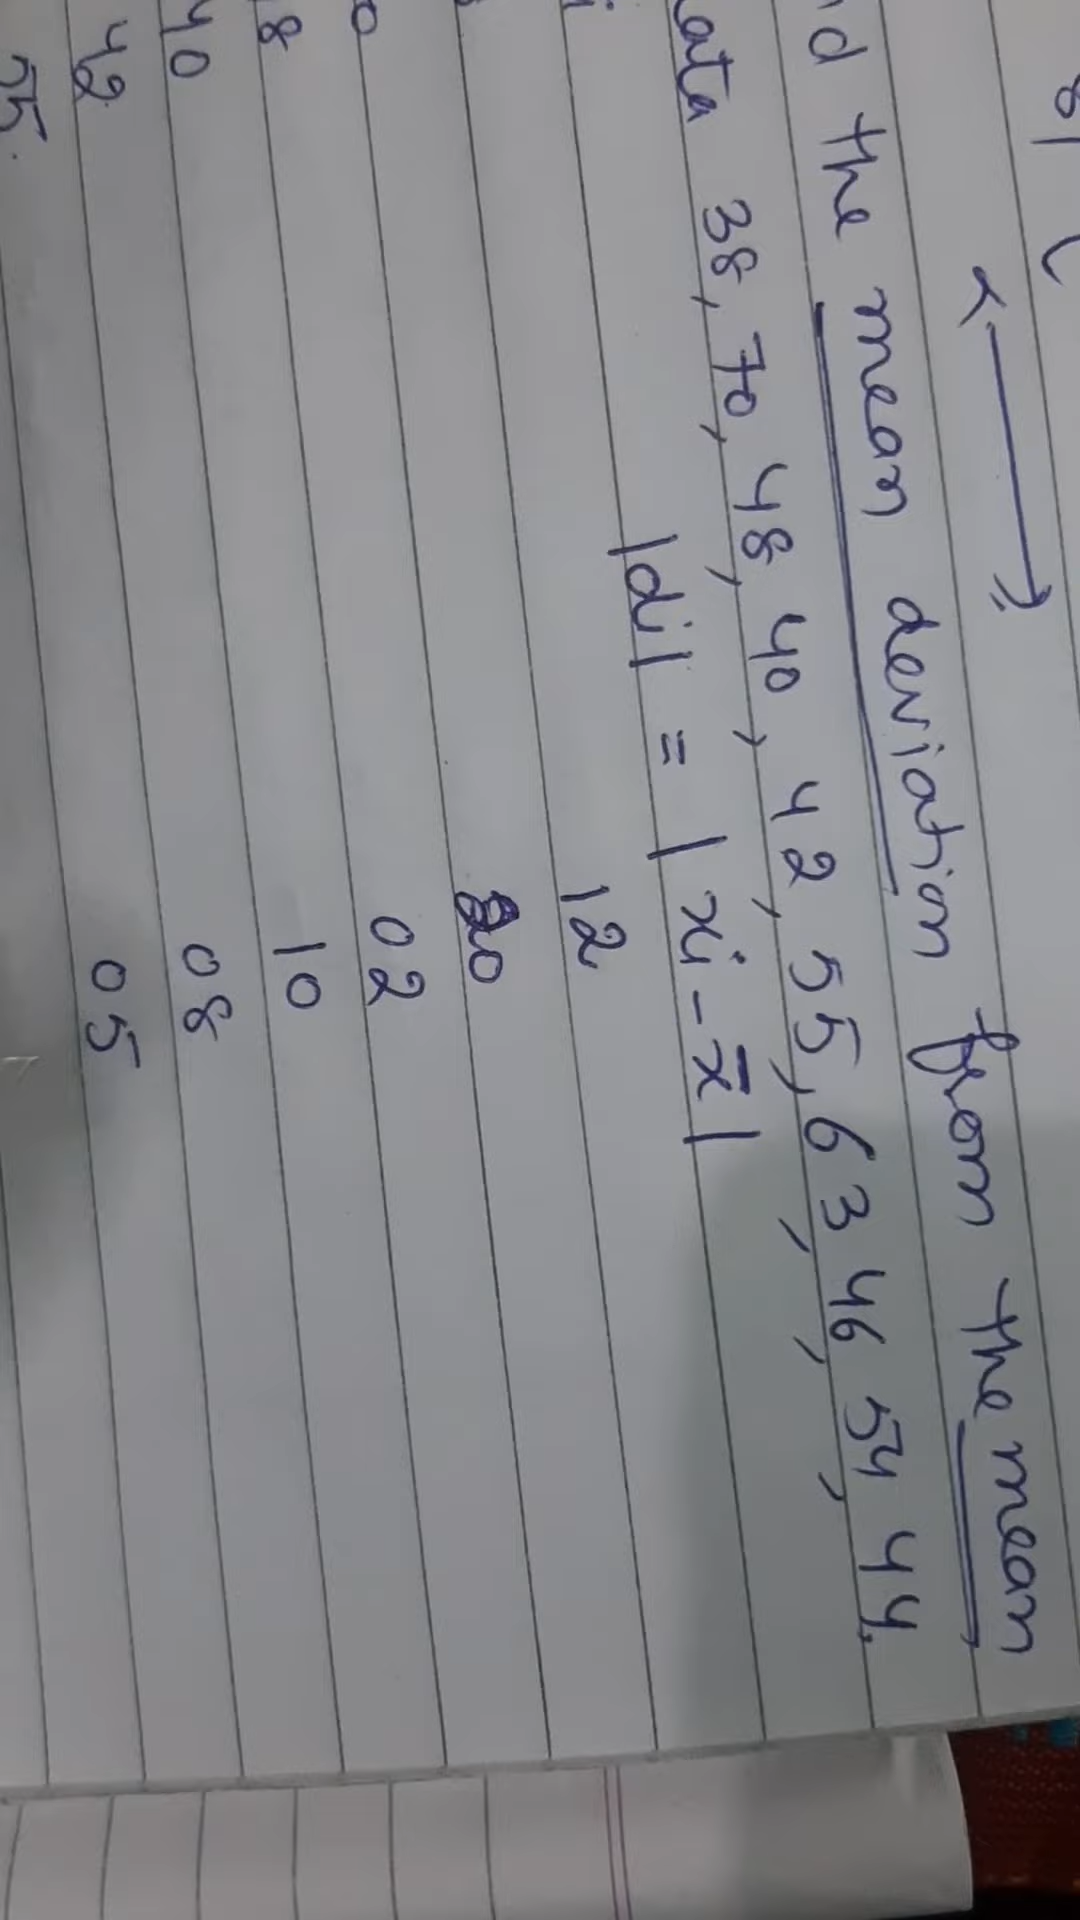 d the mean deviation from the mean
ata 38, 70, 48, 40, 42, 55, 63, 46, 54, 44.
|di| = | xi - x̄ |
12
20
02
8 10
40 08
42 05
55.